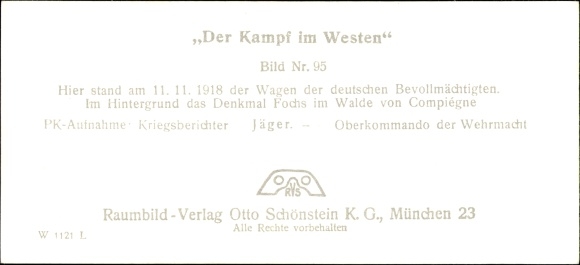 „Der Kampf im Westen“
Bild Nr. 95
Hier stand am 11. 11. 1918 der Wagen der deutschen Bevollmächtigten.
Im Hintergrund das Denkmal Fochs im Walde von Compiégne
PK-Aufnahme: Kriegsberichter Jäger. – Oberkommando der Wehrmacht
RVS
Raumbild-Verlag Otto Schönstein K. G., München 23
Alle Rechte vorbehalten
W 1121 L